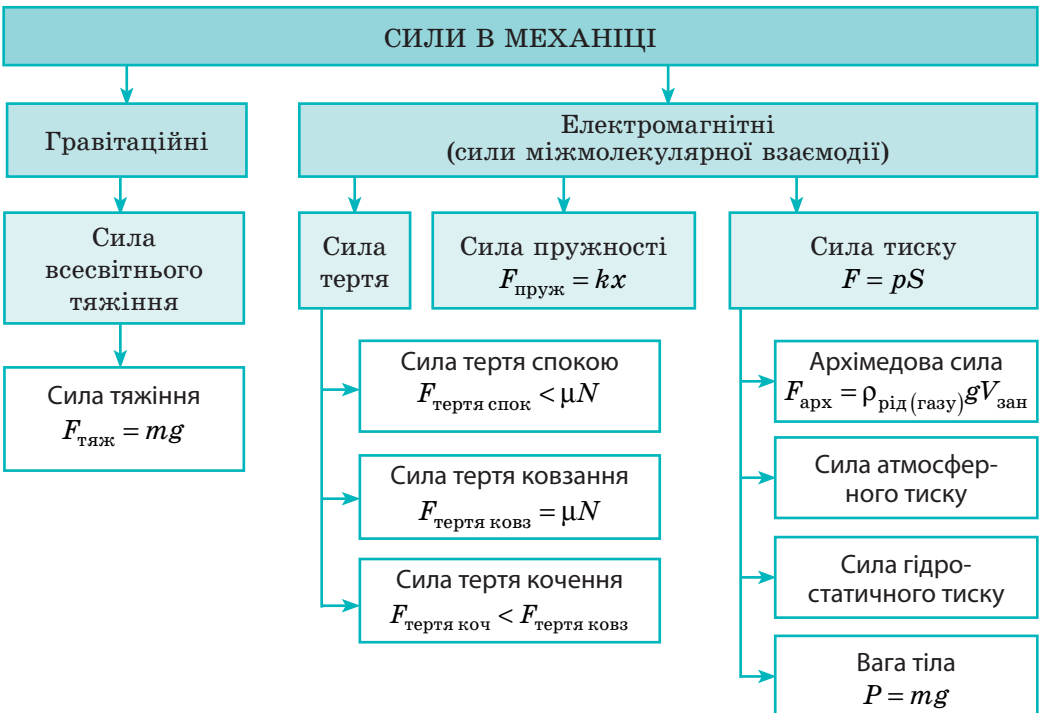 СИЛИ В МЕХАНІЦІ
Гравітаційні
Електромагнітні
(сили міжмолекулярної взаємодії)
Сила
всесвітнього
тяжіння
Сила
тертя
Сила пружності
F пруж = kx
Сила тиску
F = pS
Сила тяжіння
F тяж = mg
Сила тертя спокою
F тертя спок < μN
Сила тертя ковзання
F тертя ковз = μN
Сила тертя кочення
F тертя коч < F тертя ковз
Архімедова сила
F арх = ρ рід (газу) gV зан
Сила атмосфер-
ного тиску
Сила гідро-
статичного тиску
Вага тіла
P = mg